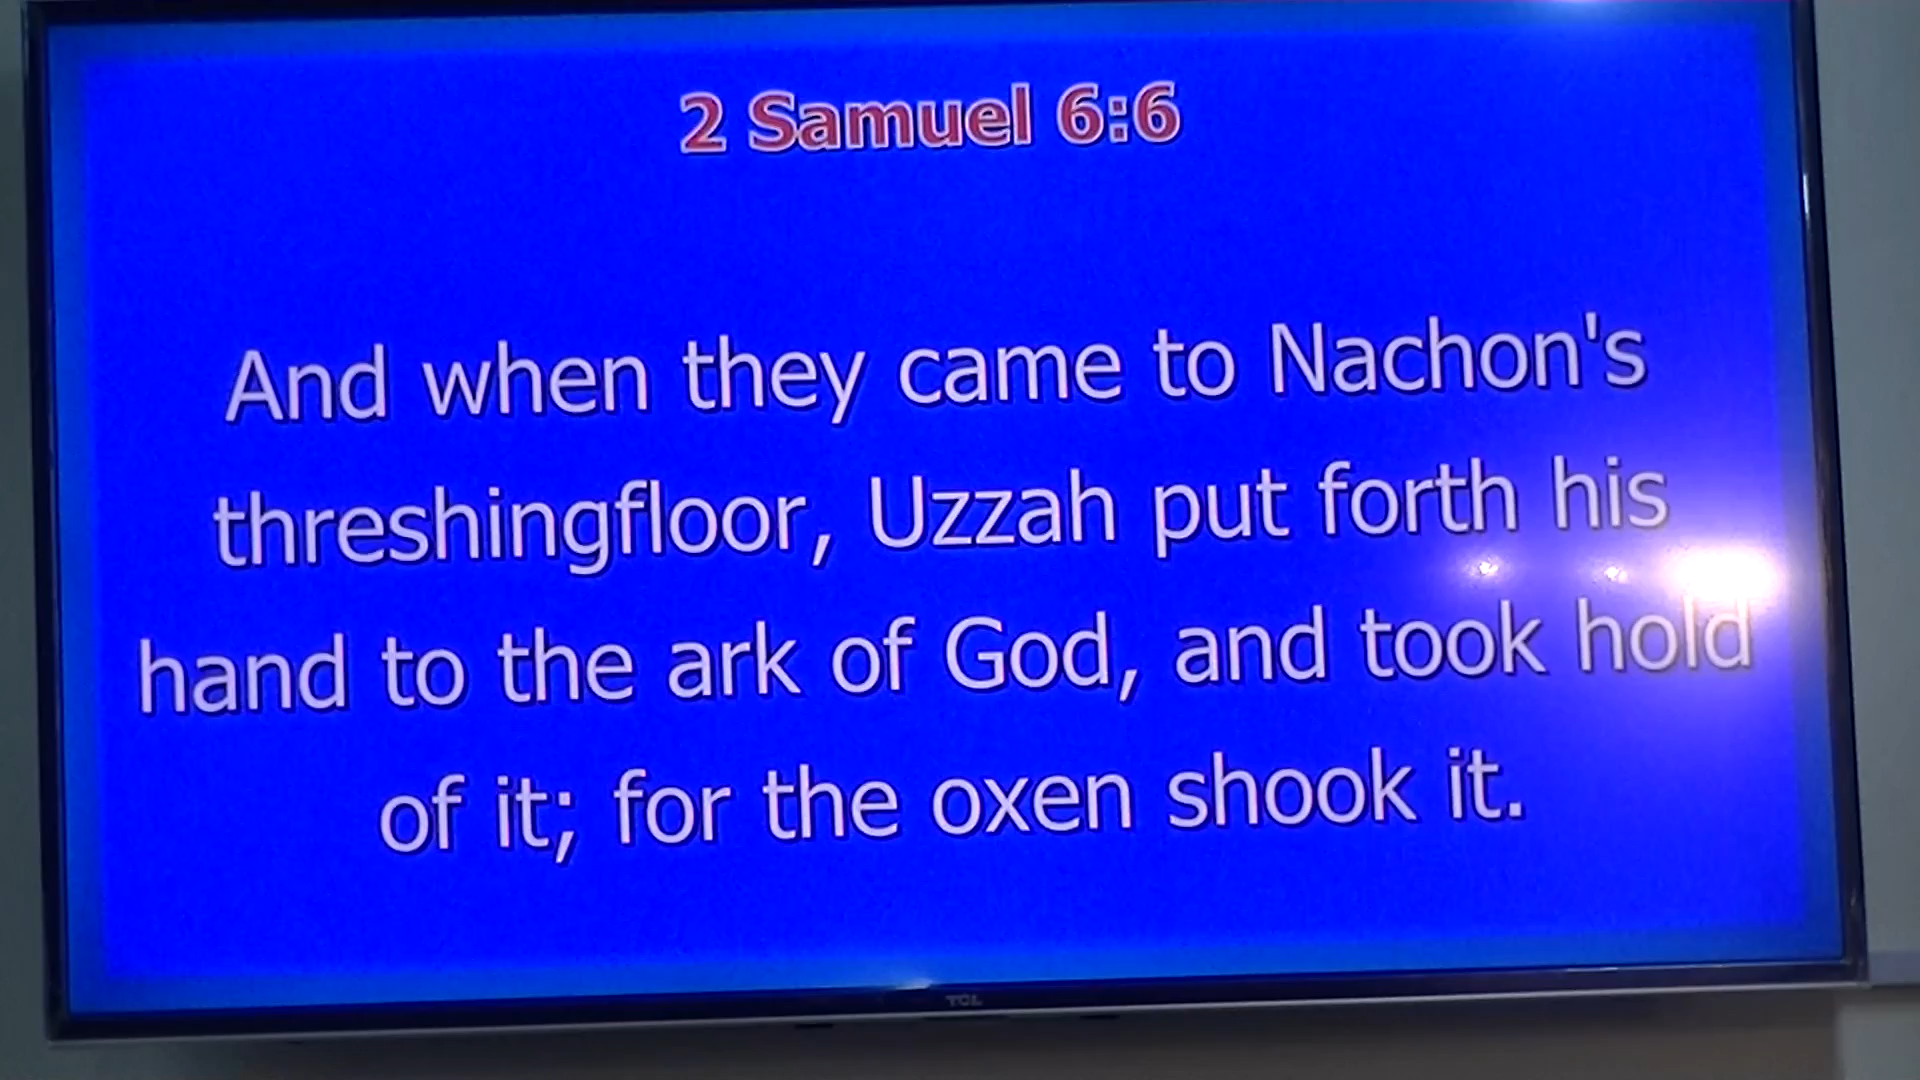 2 Samuel 6:6
And when they came to Nachon's
threshingfloor, Uzzah put forth his
hand to the ark of God, and took hold
of it; for the oxen shook it.
TCL